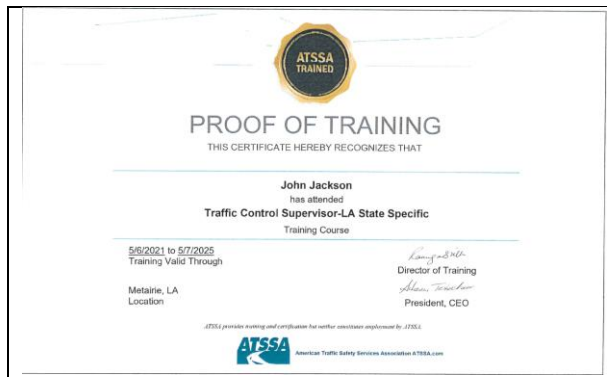 ATSSA
TRAINED
PROOF OF TRAINING
THIS CERTIFICATE HEREBY RECOGNIZES THAT
John Jackson
has attended
Traffic Control Supervisor-LA State Specific
Training Course
5/6/2021 to 5/7/2025
Training Valid Through
Director of Training
Metairie, LA
Location
President, CEO
ATSSA provides training and certification but neither constitutes employment by ATSSA.
ATSSA
American Traffic Safety Services Association ATSSA.com